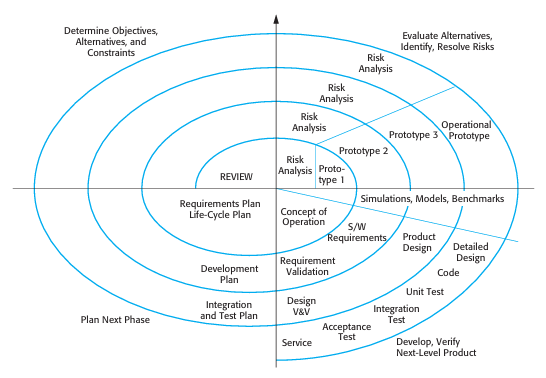 Determine Objectives,
Alternatives, and
Constraints
Evaluate Alternatives,
Identify, Resolve Risks
Risk
Analysis
Risk
Analysis
Risk
Analysis
Operational
Prototype
Prototype 3
Prototype 2
Risk
Analysis
Proto-
type 1
REVIEW
Simulations, Models, Benchmarks
Requirements Plan
Life-Cycle Plan
Concept of
Operation
S/W
Requirements
Product
Design
Detailed
Design
Development
Plan
Requirement
Validation
Code
Unit Test
Integration
and Test Plan
Design
V&V
Integration
Test
Plan Next Phase
Acceptance
Test
Service
Develop, Verify
Next-Level Product